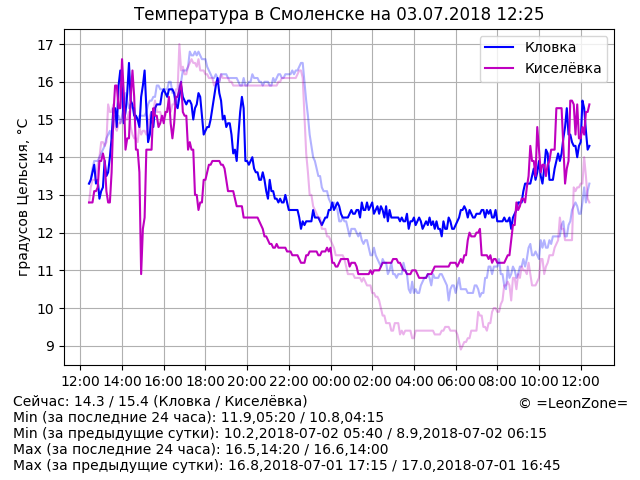 Температура в Смоленске на 03.07.2018 12:25
Кловка
Киселёвка
градусов Цельсия, °C
17
16
15
14
13
12
11
10
9
12:00 14:00 16:00 18:00 20:00 22:00 00:00 02:00 04:00 06:00 08:00 10:00 12:00
Сейчас: 14.3 / 15.4 (Кловка / Киселёвка)
© =LeonZone=
Min (за последние 24 часа): 11.9,05:20 / 10.8,04:15
Min (за предыдущие сутки): 10.2,2018-07-02 05:40 / 8.9,2018-07-02 06:15
Max (за последние 24 часа): 16.5,14:20 / 16.6,14:00
Max (за предыдущие сутки): 16.8,2018-07-01 17:15 / 17.0,2018-07-01 16:45